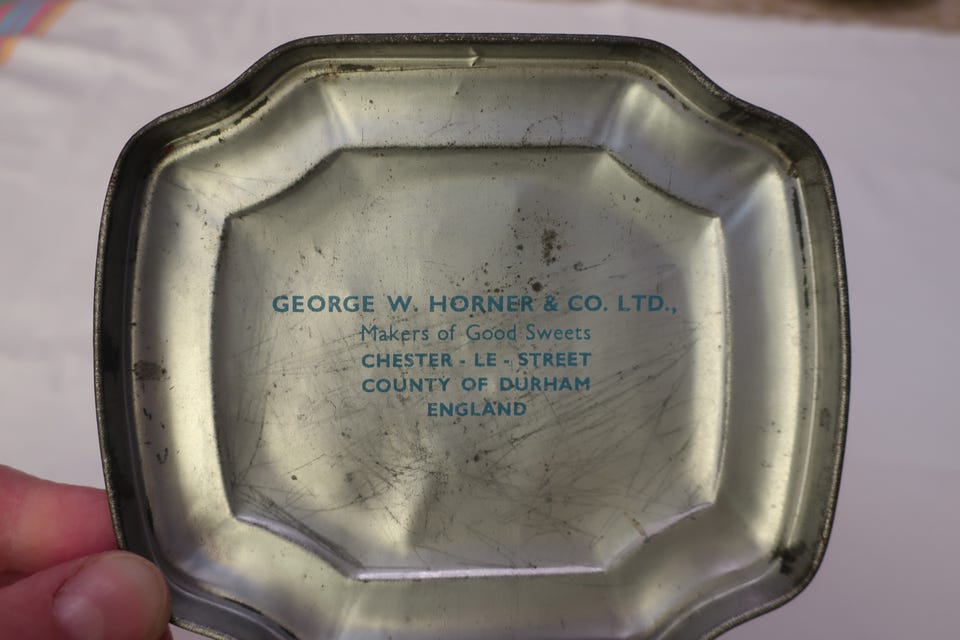 GEORGE W. HORNER & CO. LTD.,
Makers of Good Sweets
CHESTER - LE - STREET
COUNTY OF DURHAM
ENGLAND